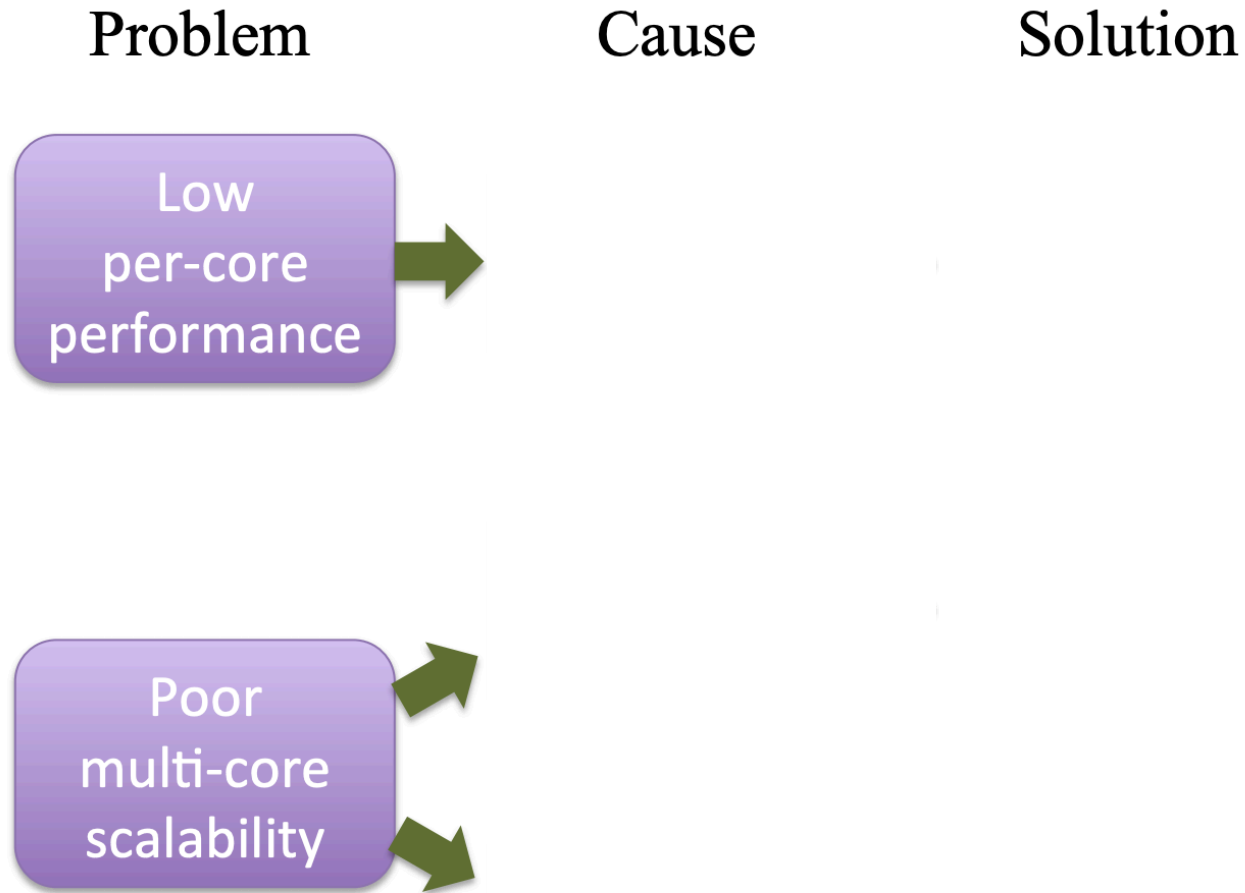 Problem Cause Solution
Low
per-core
performance
Poor
multi-core
scalability